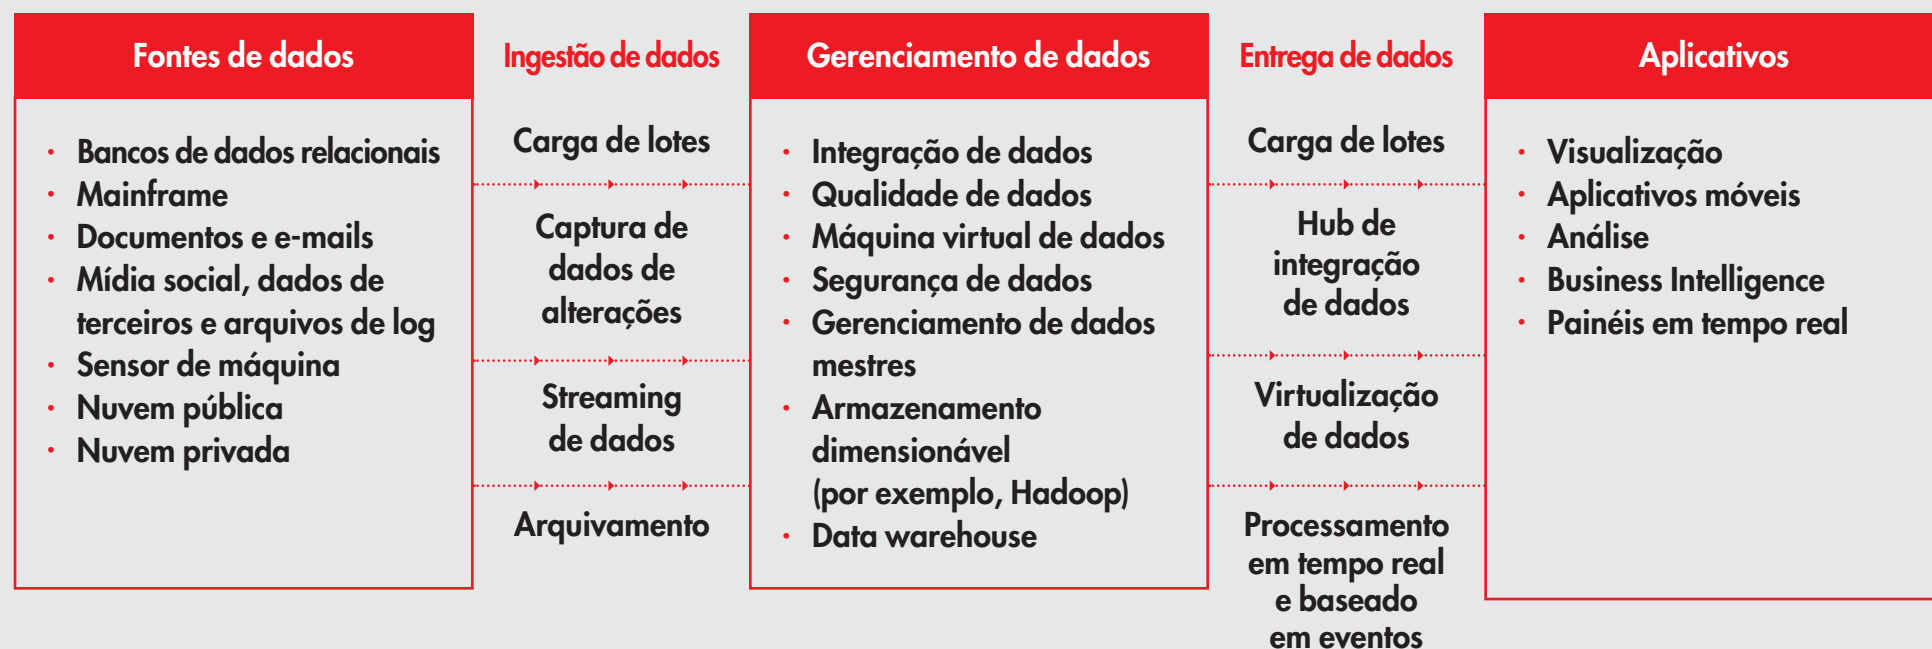 Fontes de dados
· Bancos de dados relacionais
· Mainframe
· Documentos e e-mails
· Mídia social, dados de
terceiros e arquivos de log
· Sensor de máquina
· Nuvem pública
· Nuvem privada
Ingestão de dados
Carga de lotes
Captura de
dados de
alterações
Streaming
de dados
Arquivamento
Gerenciamento de dados
· Integração de dados
· Qualidade de dados
· Máquina virtual de dados
· Segurança de dados
· Gerenciamento de dados
mestres
· Armazenamento
dimensionável
(por exemplo, Hadoop)
· Data warehouse
Entrega de dados
Carga de lotes
Hub de
integração
de dados
Virtualização
de dados
Processamento
em tempo real
e baseado
em eventos
Aplicativos
· Visualização
· Aplicativos móveis
· Análise
· Business Intelligence
· Painéis em tempo real